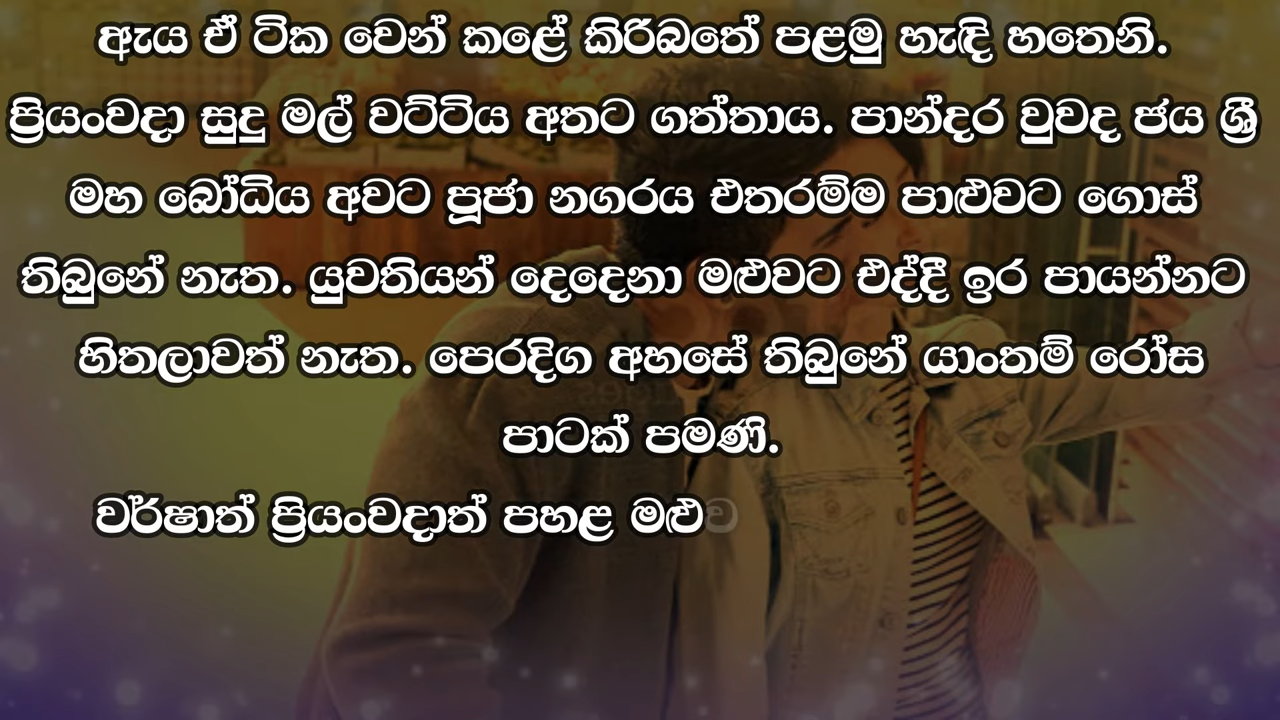 ඇය ඒ ටික වෙන් කළේ කිරිබතේ පළමු හැඳි හතෙනි.
ප්‍රියංවදා සුදු මල් වට්ටිය අතට ගත්තාය. පාන්දර වුවද ජය ශ්‍රී
මහ බෝධිය අවට පූජා නගරය එතරම්ම පාළුවට ගොස්
තිබුනේ නැත. යුවතියන් දෙදෙනා මළුවට එද්දී ඉර පායන්නට
හිතලාවත් නැත. පෙරදිග අහසේ තිබුනේ යාංතම් රෝස
පාටක් පමණි.
වර්ෂාත් ප්‍රියංවදාත් පහළ මළුව